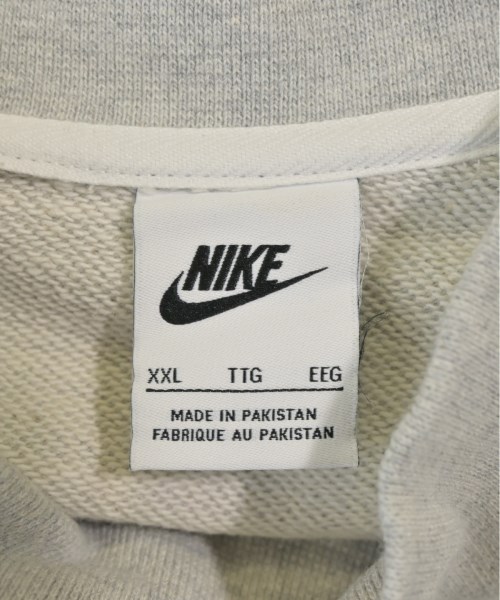 NIKE
XXL TTG EEG
MADE IN PAKISTAN
FABRIQUE AU PAKISTAN